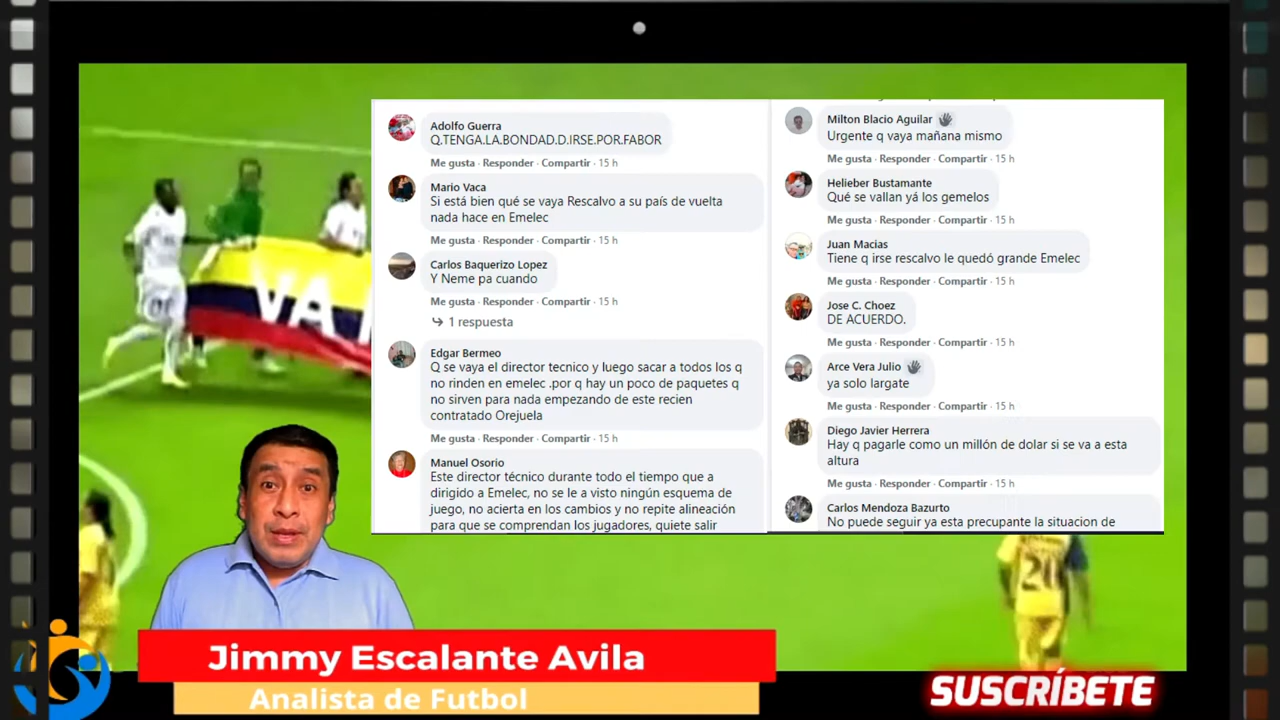 Adolfo Guerra
Q.TENGA.LA.BONDAD.D.IRSE.POR.FABOR
Me gusta · Responder · Compartir · 15 h
Mario Vaca
Si está bien qué se vaya Rescalvo a su país de vuelta
nada hace en Emelec
Me gusta · Responder · Compartir · 15 h
Carlos Baquerizo Lopez
Y Neme pa cuando
Me gusta · Responder · Compartir · 15 h
1 respuesta
Edgar Bermeo
Q se vaya el director tecnico y luego sacar a todos los q
no rinden en emelec .por q hay un poco de paquetes q
no sirven para nada empezando de este recien
contratado Orejuela
Me gusta · Responder · Compartir · 15 h
Manuel Osorio
Este director técnico durante todo el tiempo que a
dirigido a Emelec, no se le a visto ningún esquema de
juego, no acierta en los cambios y no repite alineación
para que se comprendan los jugadores, quiete salir
Milton Blacio Aguilar
Urgente q vaya mañana mismo
Me gusta · Responder · Compartir · 15 h
Helieber Bustamante
Qué se vallan yá los gemelos
Me gusta · Responder · Compartir · 15 h
Juan Macias
Tiene q irse rescalvo le quedó grande Emelec
Me gusta · Responder · Compartir · 15 h
Jose C. Choez
DE ACUERDO.
Me gusta · Responder · Compartir · 15 h
Arce Vera Julio
ya solo largate
Me gusta · Responder · Compartir · 15 h
Diego Javier Herrera
Hay q pagarle como un millón de dolar si se va a esta
altura
Me gusta · Responder · Compartir · 15 h
Carlos Mendoza Bazurto
No puede seguir ya esta precupante la situacion de
VA
20
Jimmy Escalante Avila
Analista de Futbol
SUSCRÍBETE